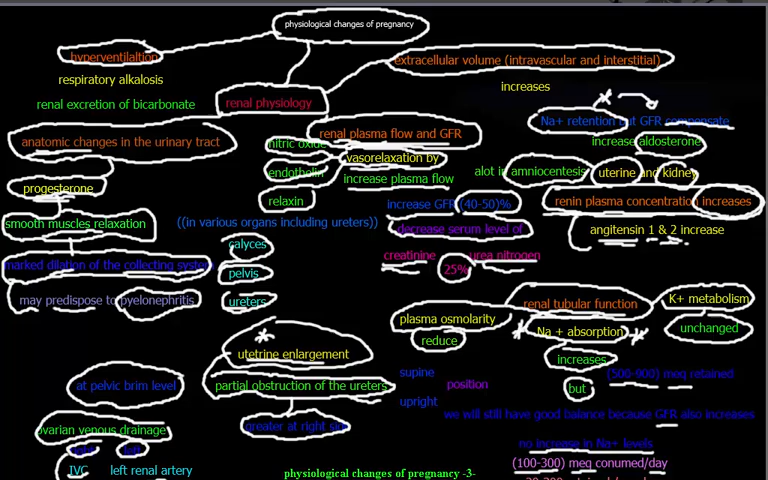 physiological changes of pregnancy
hyperventilaltion
respiratory alkalosis
renal excretion of bicarbonate
extracellular volume (intravascular and interstitial)
increases
renal physiology
Na+ retention but GFR compensate
increase aldosterone
anatomic changes in the urinary tract
renal plasma flow and GFR
nitric oxide
vasorelaxation by
endothelin
increase plasma flow
relaxin
alot in amniocentesis
uterine and kidney
progesterone
increase GFR (40-50)%
renin plasma concentration increases
smooth muscles relaxation
((in various organs including ureters))
decrease serum level of
angitensin 1 & 2 increase
calyces
creatinine
urea nitrogen
25%
marked dilation of the collecting system
pelvis
may predispose to pyelonephritis
ureters
renal tubular function
K+ metabolism
plasma osmolarity
Na + absorption
unchanged
reduce
utetrine enlargement
increases
(500-900) meq retained
at pelvic brim level
partial obstruction of the ureters
supine
position
upright
but
we will still have good balance because GFR also increases
ovarian venous drainage
greater at right side
no increase in Na+ levels
IVC
left renal artery
(100-300) meq conumed/day
physiological changes of pregnancy -3-